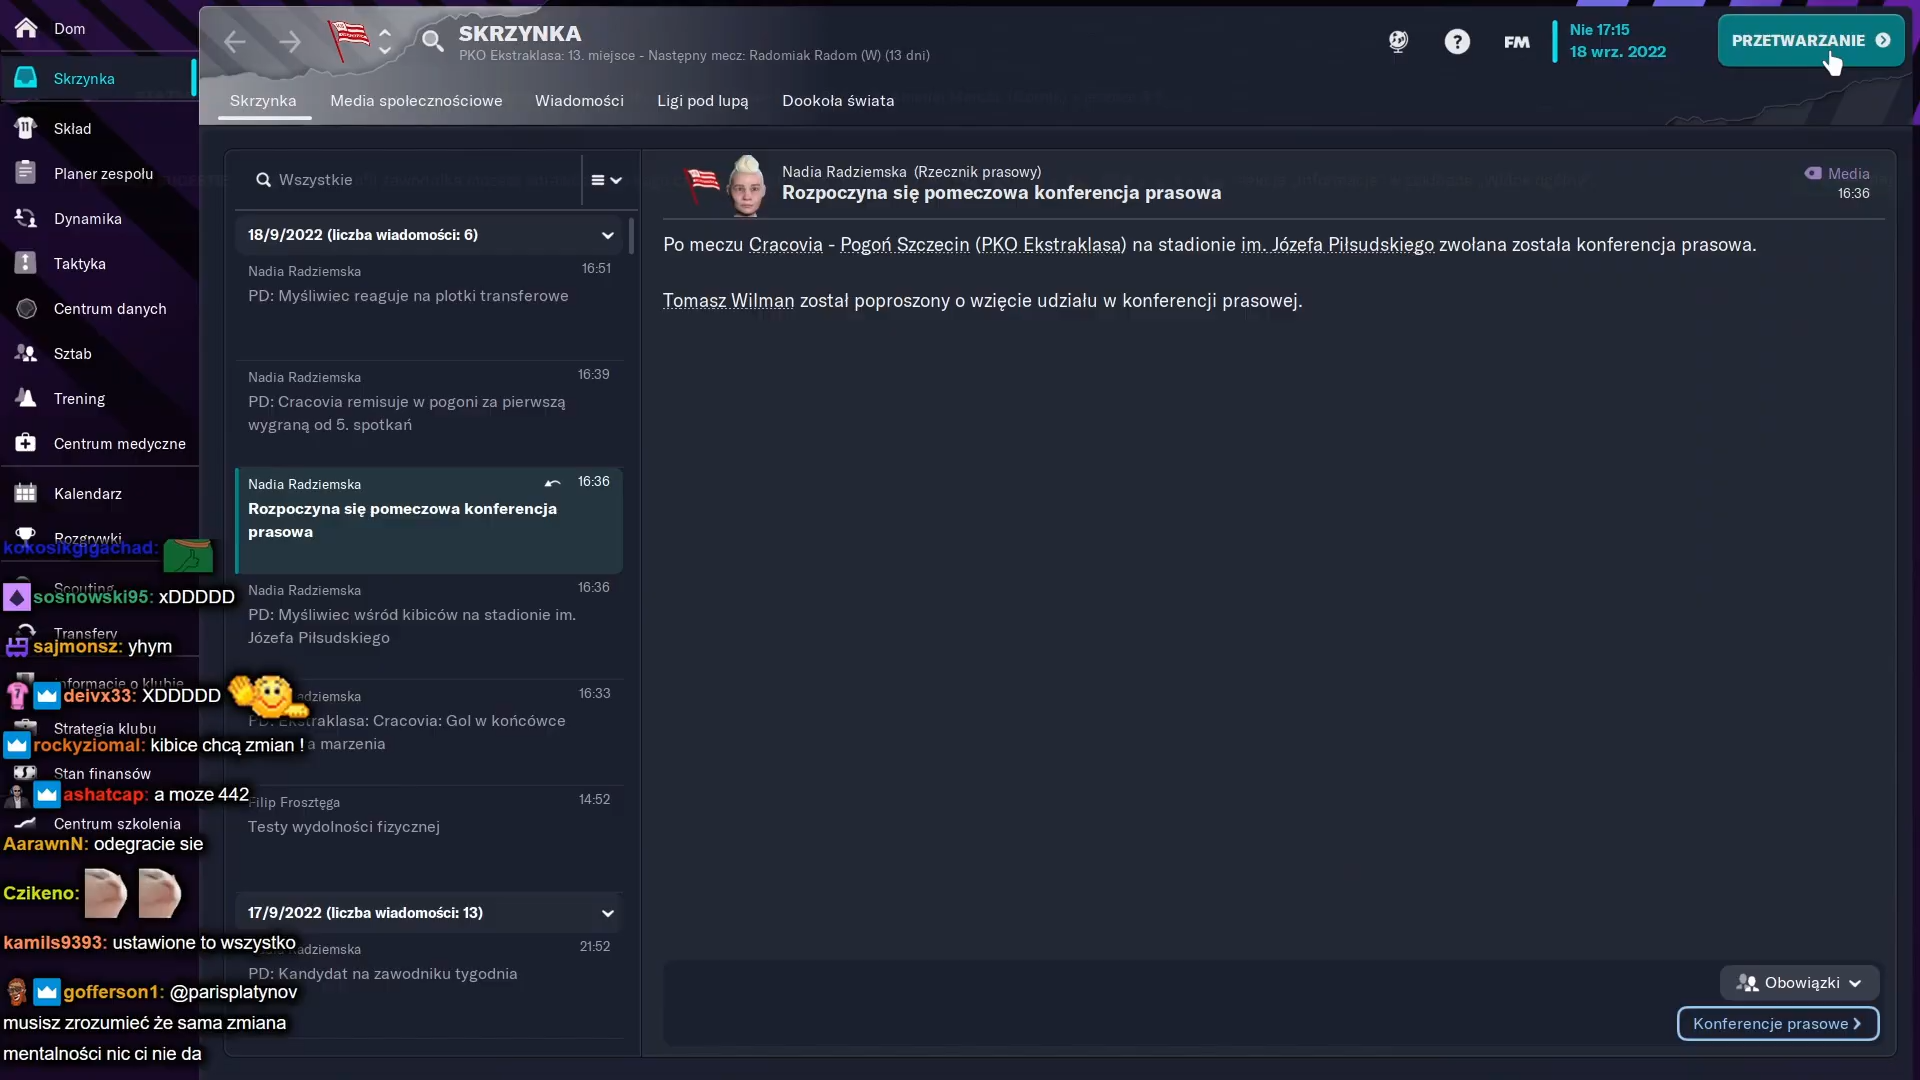 Dom
Skrzynka
Skład
Planer zespołu
Dynamika
Taktyka
Centrum danych
Sztab
Trening
Centrum medyczne
Kalendarz
Rozgrywki
Scouting
Transfery
Informacje o klubie
Strategia klubu
Stan finansów
Centrum szkolenia
kokosikgigachad:
sosnowski95: xDDDDD
sajmonsz: yhym
deivx33: XDDDDD
rockyziomal: kibice chcą zmian !
ashatcap: a moze 442
AarawnN: odegracie sie
Czikeno:
kamils9393: ustawione to wszystko
gofferson1: @parisplatynov
musisz zrozumieć że sama zmiana
mentalności nic ci nie da
SKRZYNKA
PKO Ekstraklasa: 13. miejsce - Następny mecz: Radomiak Radom (W) (13 dni)
FM
Nie 17:15
18 wrz. 2022
PRZETWARZANIE
Skrzynka
Media społecznościowe
Wiadomości
Ligi pod lupą
Dookoła świata
Wszystkie
18/9/2022 (liczba wiadomości: 6)
Nadia Radziemska 16:51
PD: Myśliwiec reaguje na plotki transferowe
Nadia Radziemska 16:39
PD: Cracovia remisuje w pogoni za pierwszą
wygraną od 5. spotkań
Nadia Radziemska 16:36
Rozpoczyna się pomeczowa konferencja
prasowa
Nadia Radziemska 16:36
PD: Myśliwiec wśród kibiców na stadionie im.
Józefa Piłsudskiego
dziemska 16:33
PD: Ekstraklasa: Cracovia: Gol w końcówce
a marzenia
Filip Frosztęga 14:52
Testy wydolności fizycznej
17/9/2022 (liczba wiadomości: 13)
adziemska 21:52
PD: Kandydat na zawodniku tygodnia
Nadia Radziemska (Rzecznik prasowy)
Rozpoczyna się pomeczowa konferencja prasowa
Media
16:36
Po meczu Cracovia - Pogoń Szczecin (PKO Ekstraklasa) na stadionie im. Józefa Piłsudskiego zwołana została konferencja prasowa.
Tomasz Wilman został poproszony o wzięcie udziału w konferencji prasowej.
Obowiązki
Konferencje prasowe